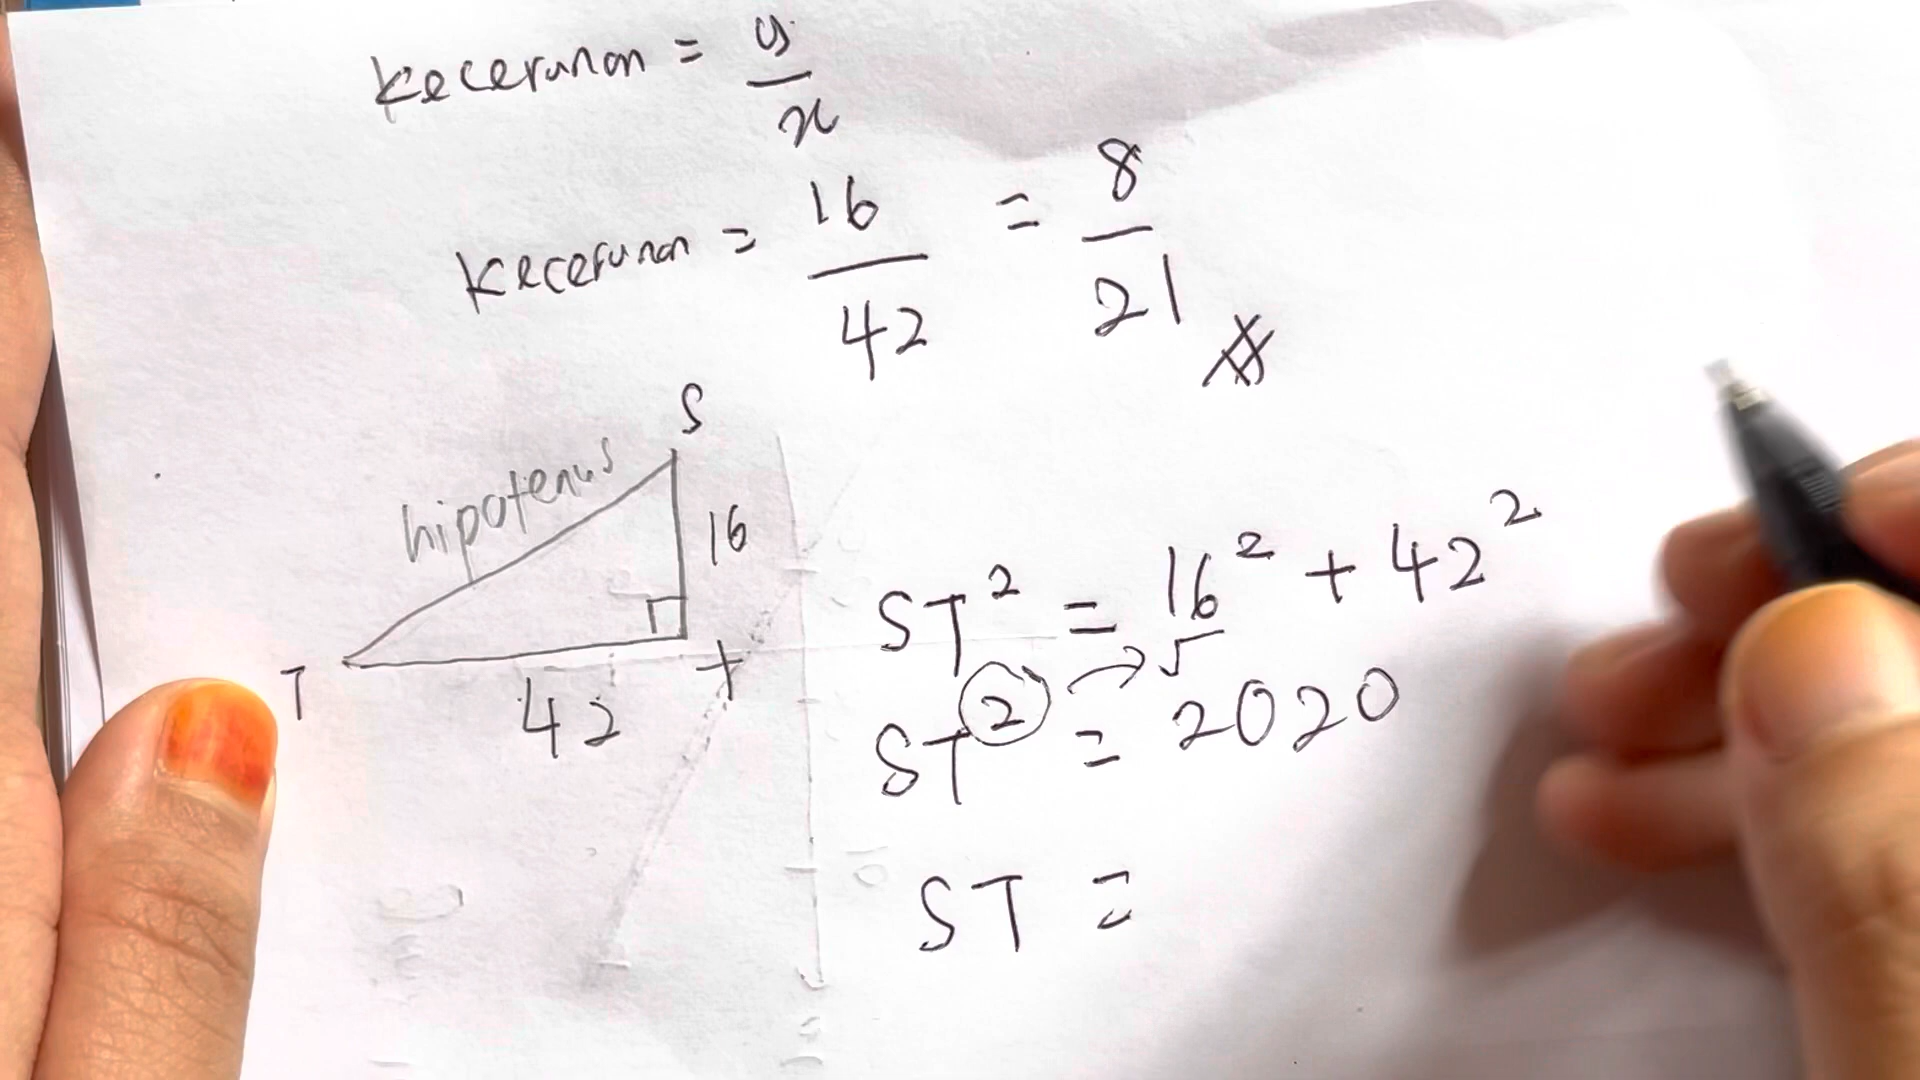 Kecerunan = y/x
Kecerunan = 16/42 = 8/21
S
hipotenus
16
T
42
ST² = 16² + 42²
ST² = √2020
ST =